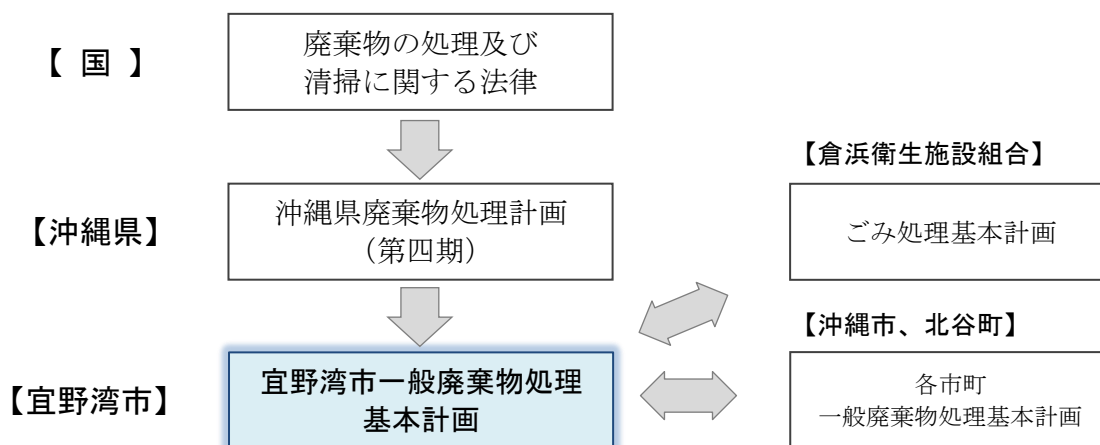 【 国 】
廃棄物の処理及び
清掃に関する法律
【倉浜衛生施設組合】
【沖縄県】
沖縄県廃棄物処理計画
（第四期）
ごみ処理基本計画
【沖縄市、北谷町】
【宜野湾市】
宜野湾市一般廃棄物処理
基本計画
各市町
一般廃棄物処理基本計画